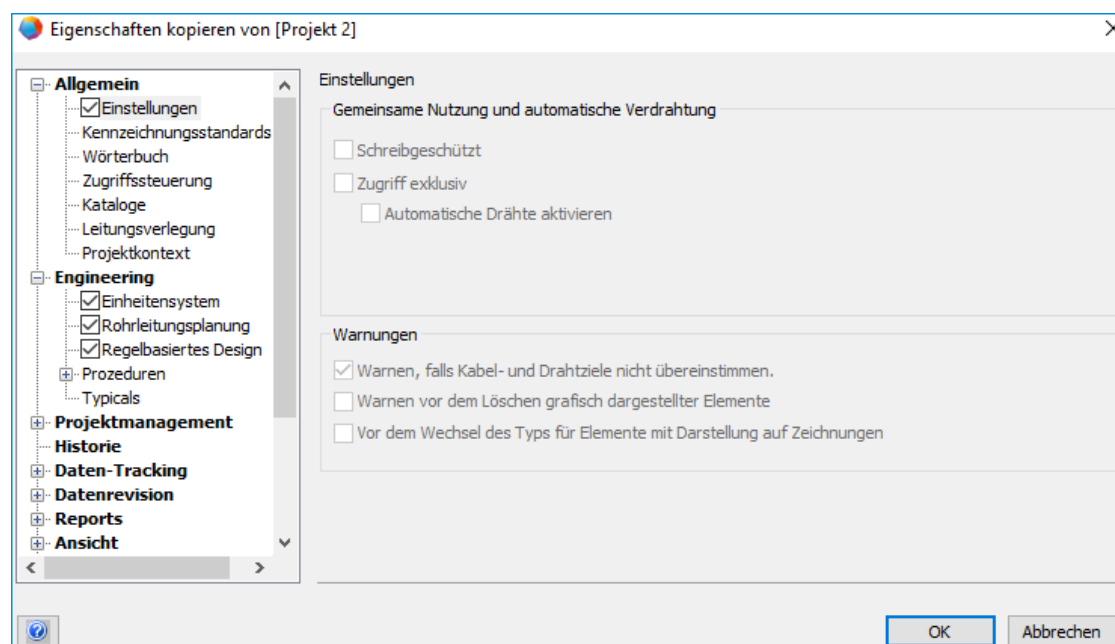 Eigenschaften kopieren von [Projekt 2]
Allgemein
Einstellungen
Kennzeichnungsstandards
Wörterbuch
Zugriffssteuerung
Kataloge
Leitungsverlegung
Projektkontext
Engineering
Einheitensystem
Rohrleitungsplanung
Regelbasiertes Design
Prozeduren
Typicals
Projektmanagement
Historie
Daten-Tracking
Datenrevision
Reports
Ansicht
Einstellungen
Gemeinsame Nutzung und automatische Verdrahtung
Schreibgeschützt
Zugriff exklusiv
Automatische Drähte aktivieren
Warnungen
Warnen, falls Kabel- und Drahtziele nicht übereinstimmen.
Warnen vor dem Löschen grafisch dargestellter Elemente
Vor dem Wechsel des Typs für Elemente mit Darstellung auf Zeichnungen
OK
Abbrechen